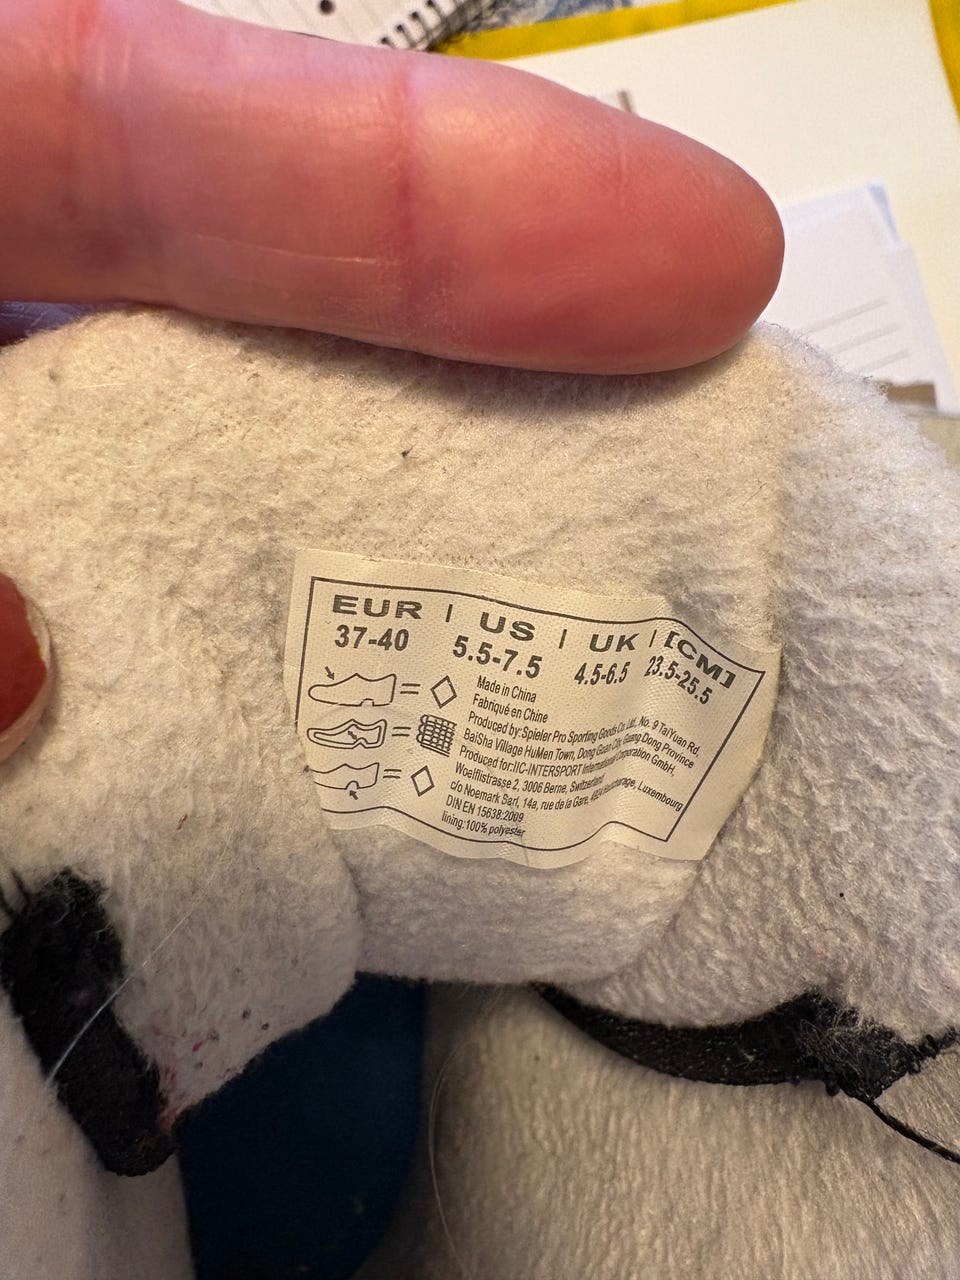 EUR | US | UK | [CM]
37-40 5.5-7.5 4.5-6.5 23.5-25.5
Made in China
Fabriqué en Chine
Produced by:Spieler Pro Sporting Goods Co. Ltd., No. 9 TaiYuan Rd.
BaiSha Village HuMen Town, Dong Guan City Guang Dong Province
Produced for:IIC-INTERSPORT International Corporation GmbH,
Woelflistrasse 2, 3006 Berne, Switzerland
c/o Noemark Sarl, 14a, rue de la Gare, Luxembourg
DIN EN 15638:2009
lining:100% polyester